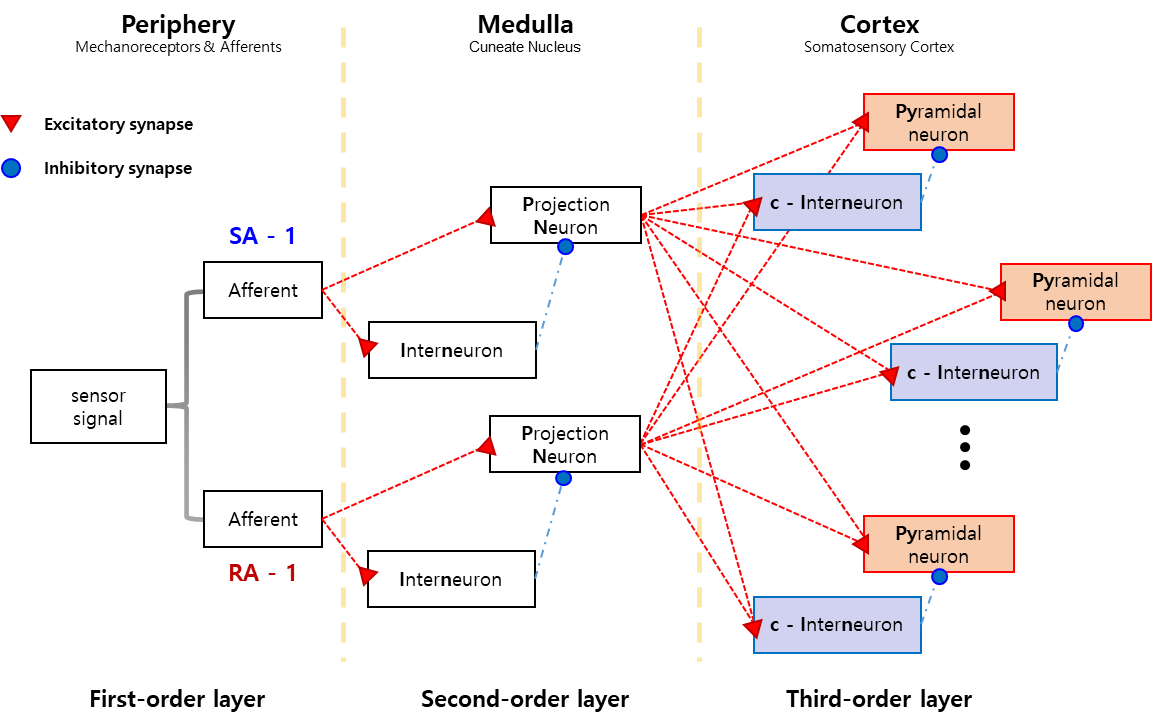 Periphery
Mechanoreceptors & Afferents
Medulla
Cuneate Nucleus
Cortex
Somatosensory Cortex
Excitatory synapse
Inhibitory synapse
SA - 1
Afferent
sensor
signal
Afferent
RA - 1
Projection
Neuron
Interneuron
Projection
Neuron
Interneuron
Pyramidal
neuron
c - Interneuron
Pyramidal
neuron
c - Interneuron
Pyramidal
neuron
c - Interneuron
First-order layer
Second-order layer
Third-order layer